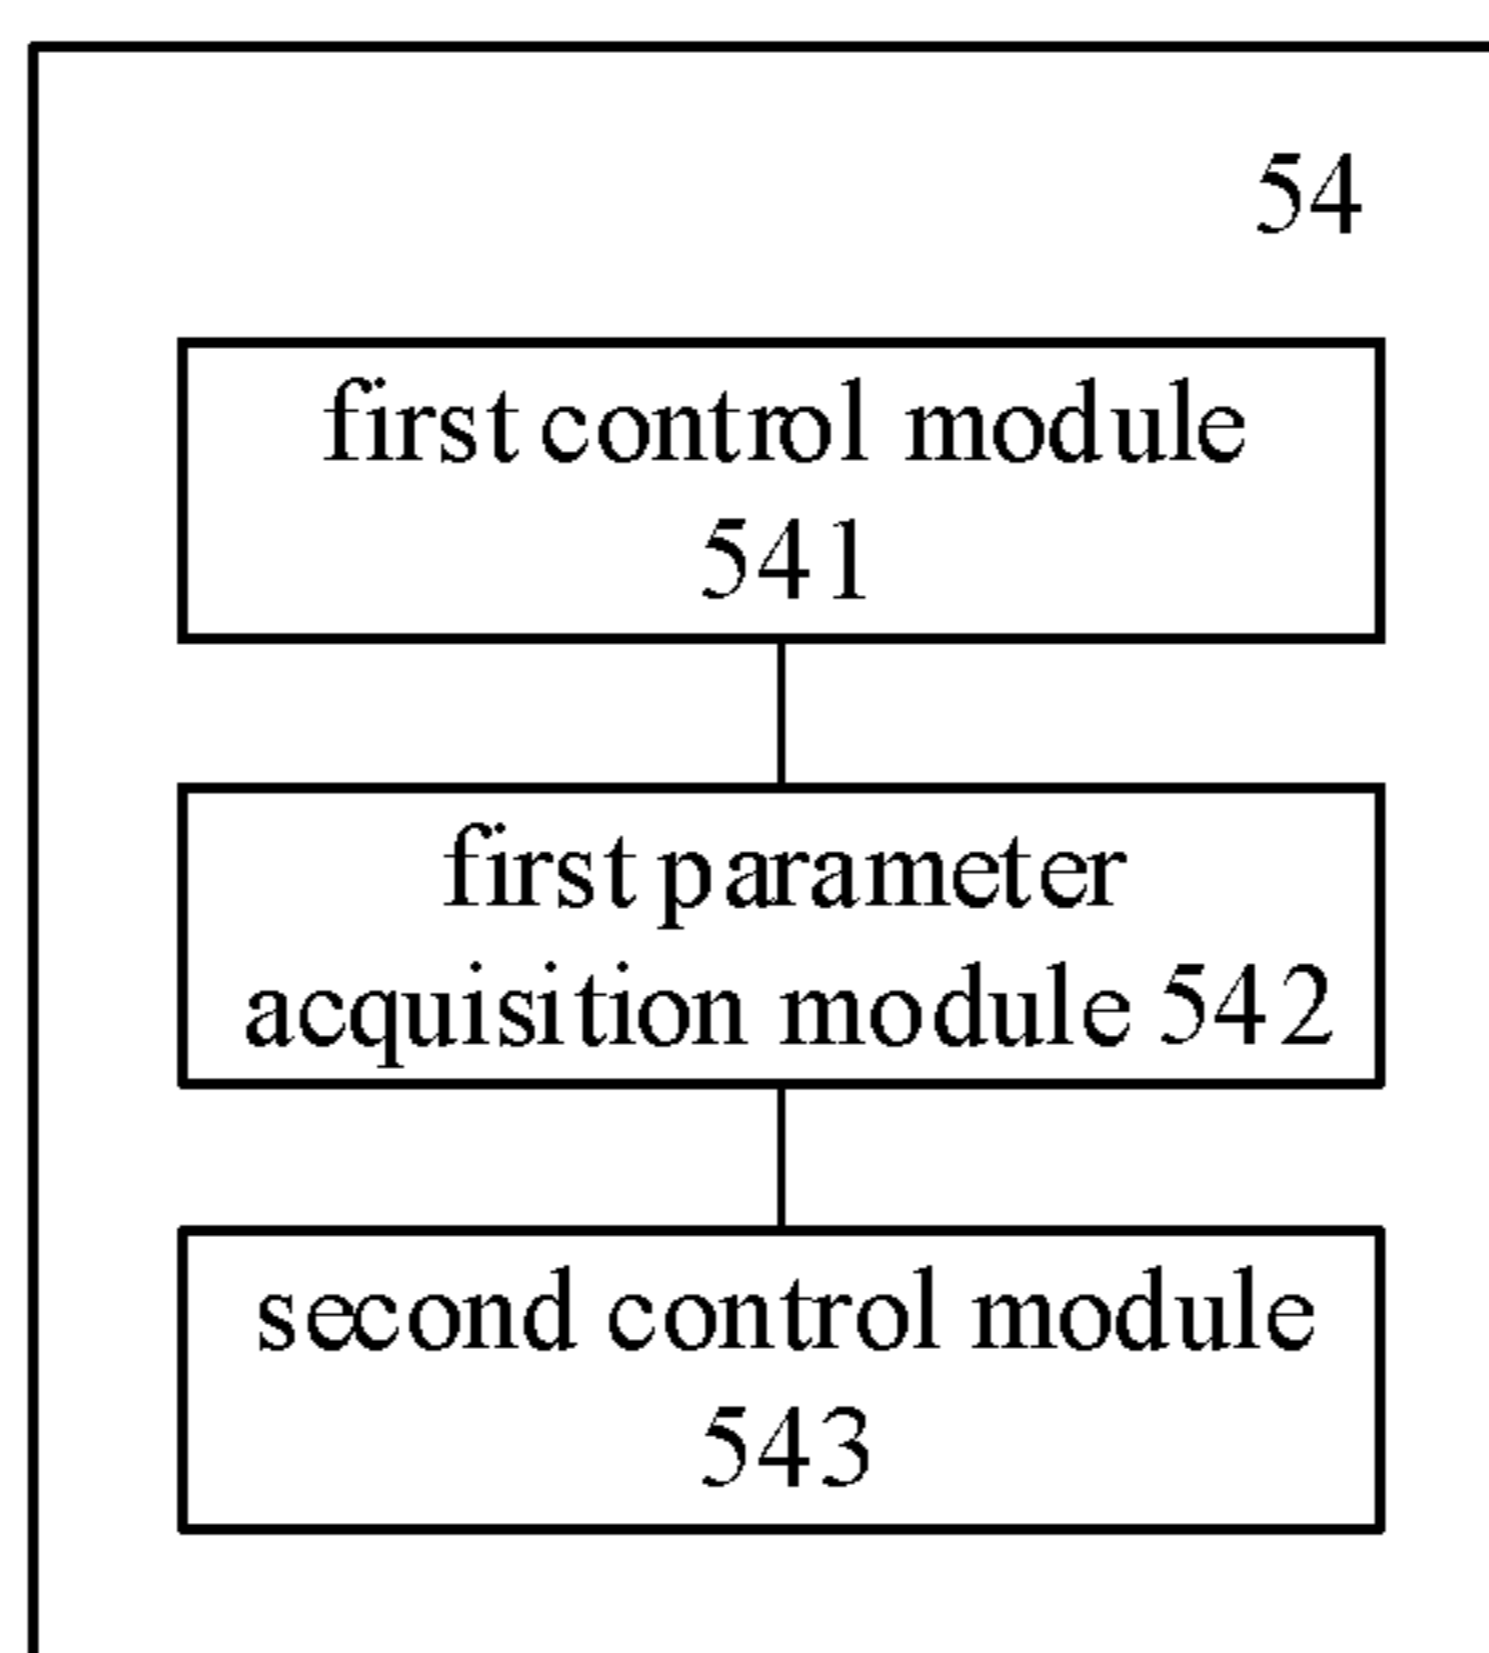 54
first control module
541
first parameter
acquisition module 542
second control module
543